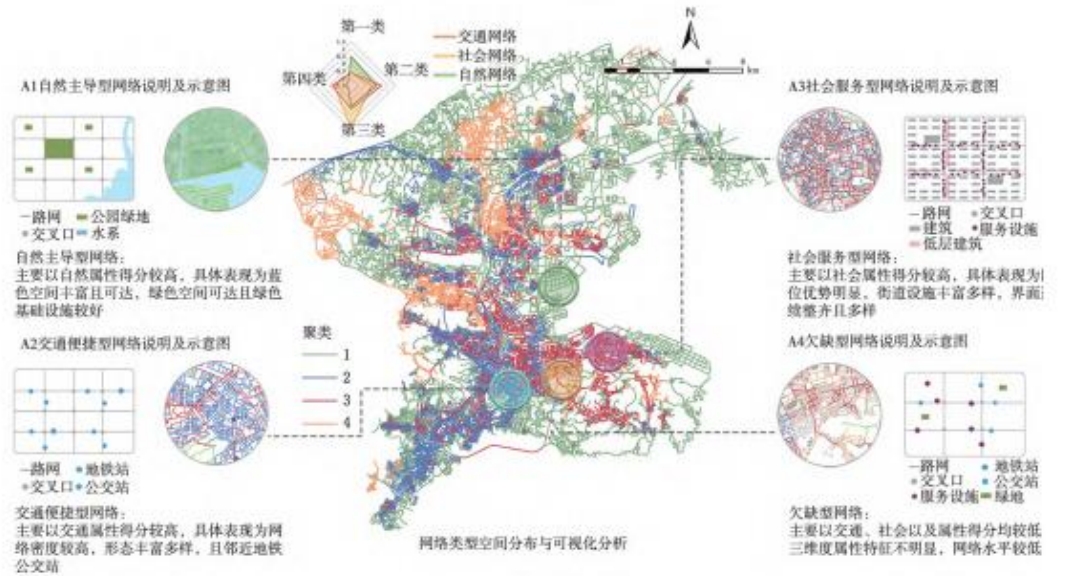 第一类
第二类
第三类
第四类
交通网络
社会网络
自然网络
N
km
A1自然主导型网络说明及示意图
路网 公园绿地
交叉口 水系
自然主导型网络：
主要以自然属性得分较高，具体表现为蓝
色空间丰富且可达，绿色空间可达且绿色
基础设施较好
A2交通便捷型网络说明及示意图
路网 地铁站
交叉口 公交站
交通便捷型网络：
主要以交通属性得分较高，具体表现为网
络密度较高，形态丰富多样，且邻近地铁
公交站
聚类
1
2
3
4
网络类型空间分布与可视化分析
A3社会服务型网络说明及示意图
路网 交叉口
建筑 服务设施
低层建筑
社会服务型网络：
主要以社会属性得分较高，具体表现为
位优势明显，街道设施丰富多样，界面
续整齐且多样
A4欠缺型网络说明及示意图
路网 地铁站
交叉口 公交站
服务设施 绿地
欠缺型网络：
主要以交通、社会以及属性得分均较低
三维度属性特征不明显，网络水平较低